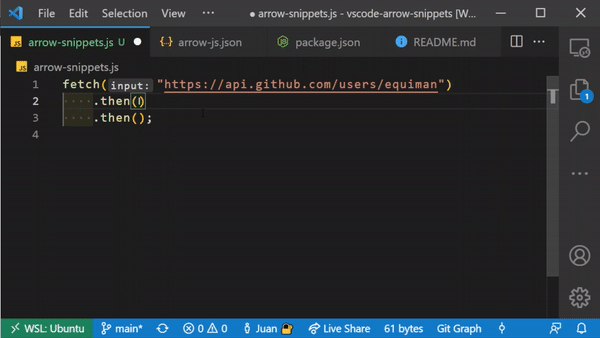 File Edit Selection View ··· ● arrow-snippets.js - vscode-arrow-snippets [W...
JS arrow-snippets.js U ● {..} arrow-js.json package.json README.md ···
JS arrow-snippets.js
1 fetch(input: "https://api.github.com/users/equiman")
2 ····.then()
3 ····.then();
4
1
WSL: Ubuntu main* 0 0 Juan Live Share 61 bytes Git Graph